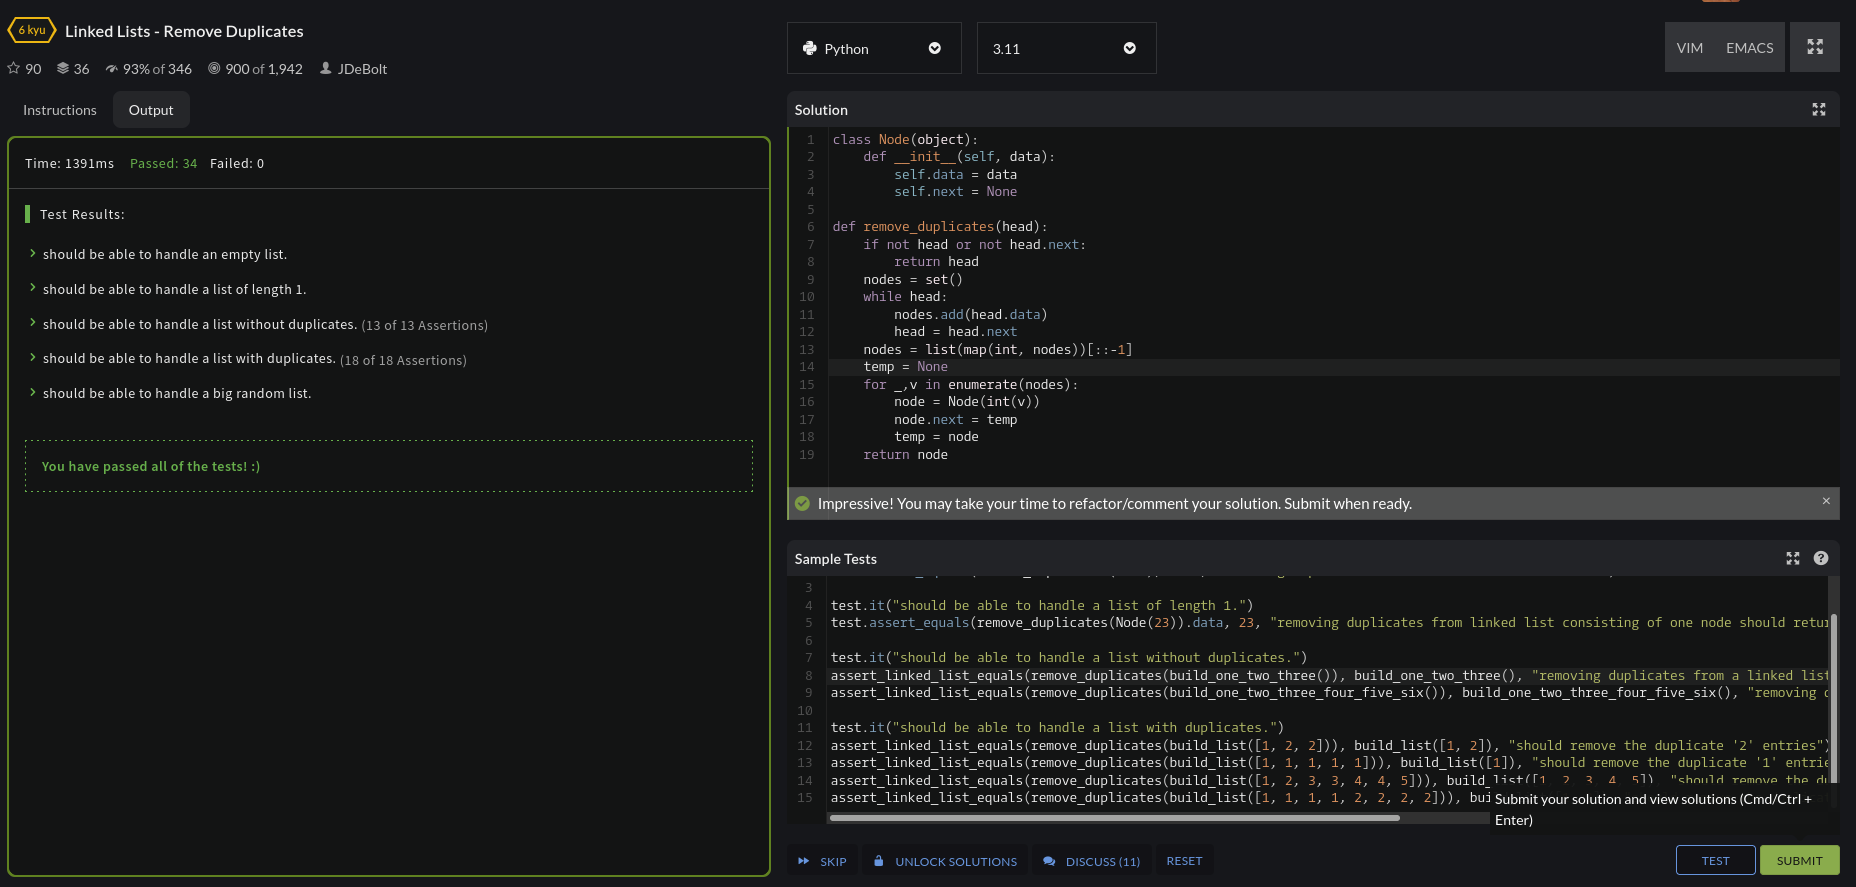 6 kyu Linked Lists - Remove Duplicates
90 36 93% of 346 900 of 1,942 JDeBolt
Instructions Output
Time: 1391ms Passed: 34 Failed: 0
Test Results:
should be able to handle an empty list.
should be able to handle a list of length 1.
should be able to handle a list without duplicates. (13 of 13 Assertions)
should be able to handle a list with duplicates. (18 of 18 Assertions)
should be able to handle a big random list.
You have passed all of the tests! :)
Python 3.11 VIM EMACS
Solution
1 class Node(object):
2     def __init__(self, data):
3         self.data = data
4         self.next = None
5
6 def remove_duplicates(head):
7     if not head or not head.next:
8         return head
9     nodes = set()
10     while head:
11         nodes.add(head.data)
12         head = head.next
13     nodes = list(map(int, nodes))[::-1]
14     temp = None
15     for _,v in enumerate(nodes):
16         node = Node(int(v))
17         node.next = temp
18         temp = node
19     return node
Impressive! You may take your time to refactor/comment your solution. Submit when ready. ×
Sample Tests ?
3
4 test.it("should be able to handle a list of length 1.")
5 test.assert_equals(remove_duplicates(Node(23)).data, 23, "removing duplicates from linked list consisting of one node should retur
6
7 test.it("should be able to handle a list without duplicates.")
8 assert_linked_list_equals(remove_duplicates(build_one_two_three()), build_one_two_three(), "removing duplicates from a linked list
9 assert_linked_list_equals(remove_duplicates(build_one_two_three_four_five_six()), build_one_two_three_four_five_six(), "removing d
10
11 test.it("should be able to handle a list with duplicates.")
12 assert_linked_list_equals(remove_duplicates(build_list([1, 2, 2])), build_list([1, 2]), "should remove the duplicate '2' entries")
13 assert_linked_list_equals(remove_duplicates(build_list([1, 1, 1, 1, 1])), build_list([1]), "should remove the duplicate '1' entrie
14 assert_linked_list_equals(remove_duplicates(build_list([1, 2, 3, 3, 4, 4, 5])), build_list([1, 2, 3, 4, 5]), "should remove the du
15 assert_linked_list_equals(remove_duplicates(build_list([1, 1, 1, 1, 2, 2, 2, 2])), bui
Submit your solution and view solutions (Cmd/Ctrl +
Enter)
SKIP UNLOCK SOLUTIONS DISCUSS (11) RESET TEST SUBMIT